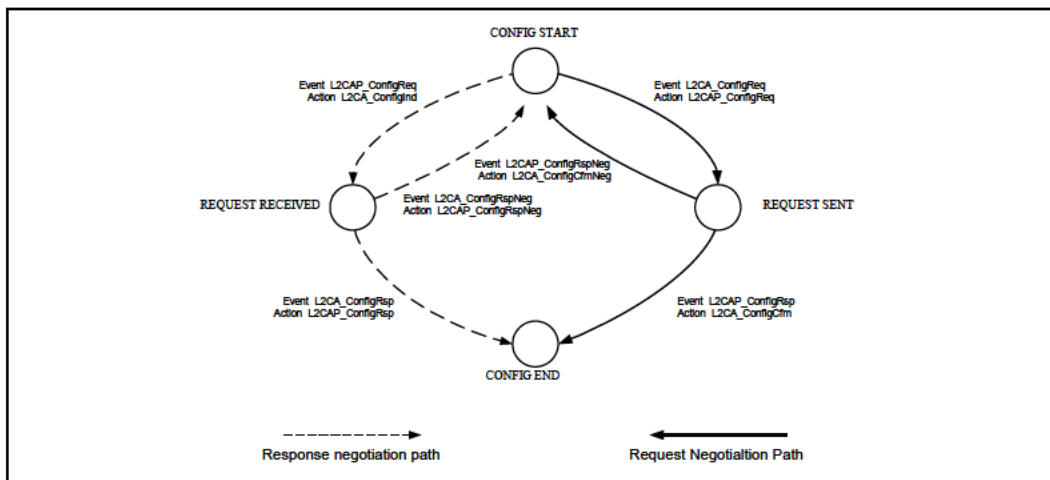 CONFIG START
Event L2CAP_ConfigReq
Action L2CA_ConfigInd
Event L2CA_ConfigReq
Action L2CAP_ConfigReq
Event L2CAP_ConfigRspNeg
Action L2CA_ConfigCfmNeg
REQUEST RECEIVED
Event L2CA_ConfigRspNeg
Action L2CAP_ConfigRspNeg
REQUEST SENT
Event L2CA_ConfigRsp
Action L2CAP_ConfigRsp
Event L2CAP_ConfigRsp
Action L2CA_ConfigCfm
CONFIG END
Response negotiation path
Request Negotialtion Path